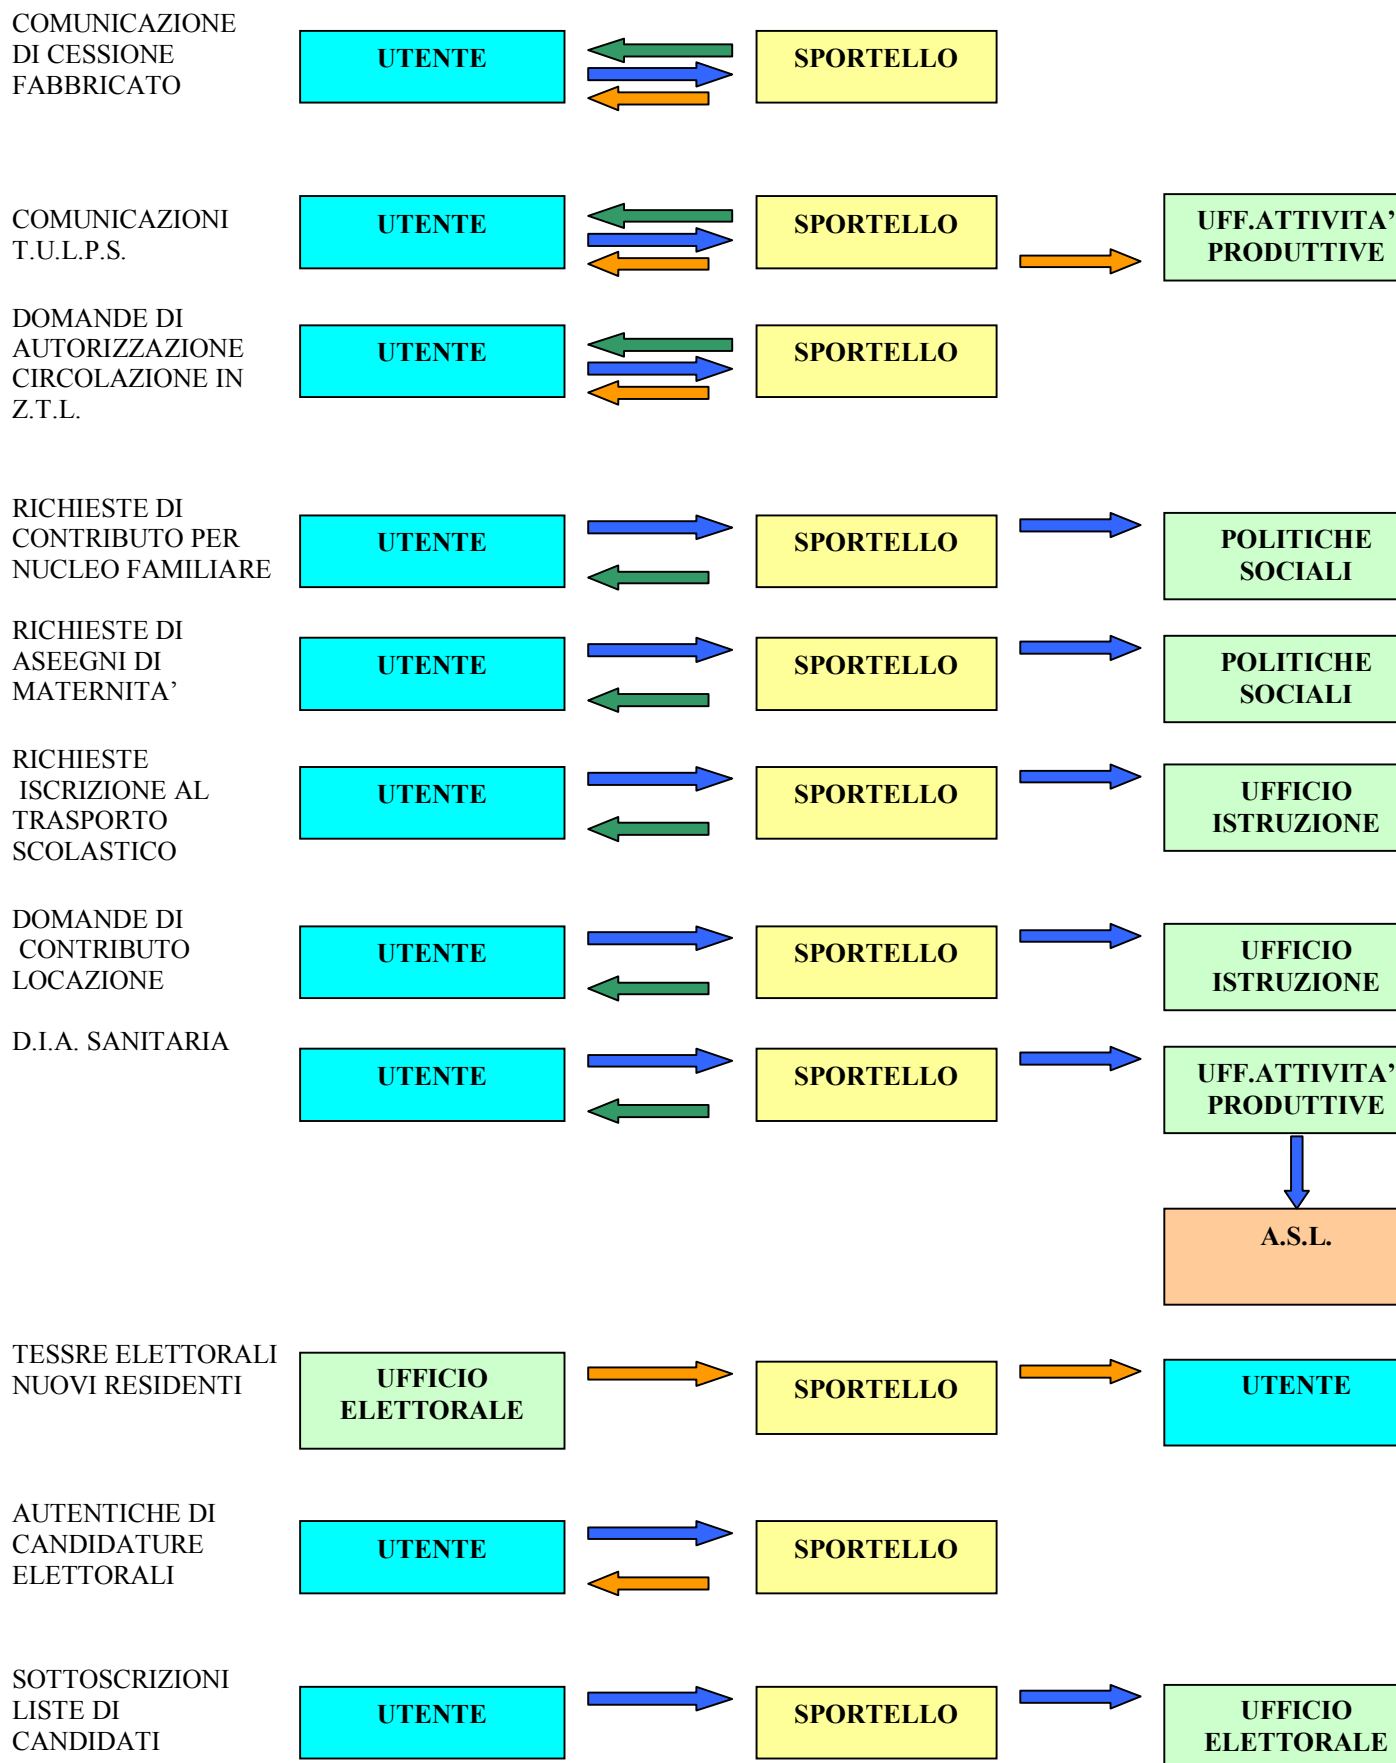 COMUNICAZIONE
DI CESSIONE
FABBRICATO
UTENTE
SPORTELLO
COMUNICAZIONI
T.U.L.P.S.
UTENTE
SPORTELLO
UFF.ATTIVITA’
PRODUTTIVE
DOMANDE DI
AUTORIZZAZIONE
CIRCOLAZIONE IN
Z.T.L.
UTENTE
SPORTELLO
RICHIESTE DI
CONTRIBUTO PER
NUCLEO FAMILIARE
UTENTE
SPORTELLO
POLITICHE
SOCIALI
RICHIESTE DI
ASEEGNI DI
MATERNITA’
UTENTE
SPORTELLO
POLITICHE
SOCIALI
RICHIESTE
ISCRIZIONE AL
TRASPORTO
SCOLASTICO
UTENTE
SPORTELLO
UFFICIO
ISTRUZIONE
DOMANDE DI
CONTRIBUTO
LOCAZIONE
UTENTE
SPORTELLO
UFFICIO
ISTRUZIONE
D.I.A. SANITARIA
UTENTE
SPORTELLO
UFF.ATTIVITA’
PRODUTTIVE
A.S.L.
TESSRE ELETTORALI
NUOVI RESIDENTI
UFFICIO
ELETTORALE
SPORTELLO
UTENTE
AUTENTICHE DI
CANDIDATURE
ELETTORALI
UTENTE
SPORTELLO
SOTTOSCRIZIONI
LISTE DI
CANDIDATI
UTENTE
SPORTELLO
UFFICIO
ELETTORALE